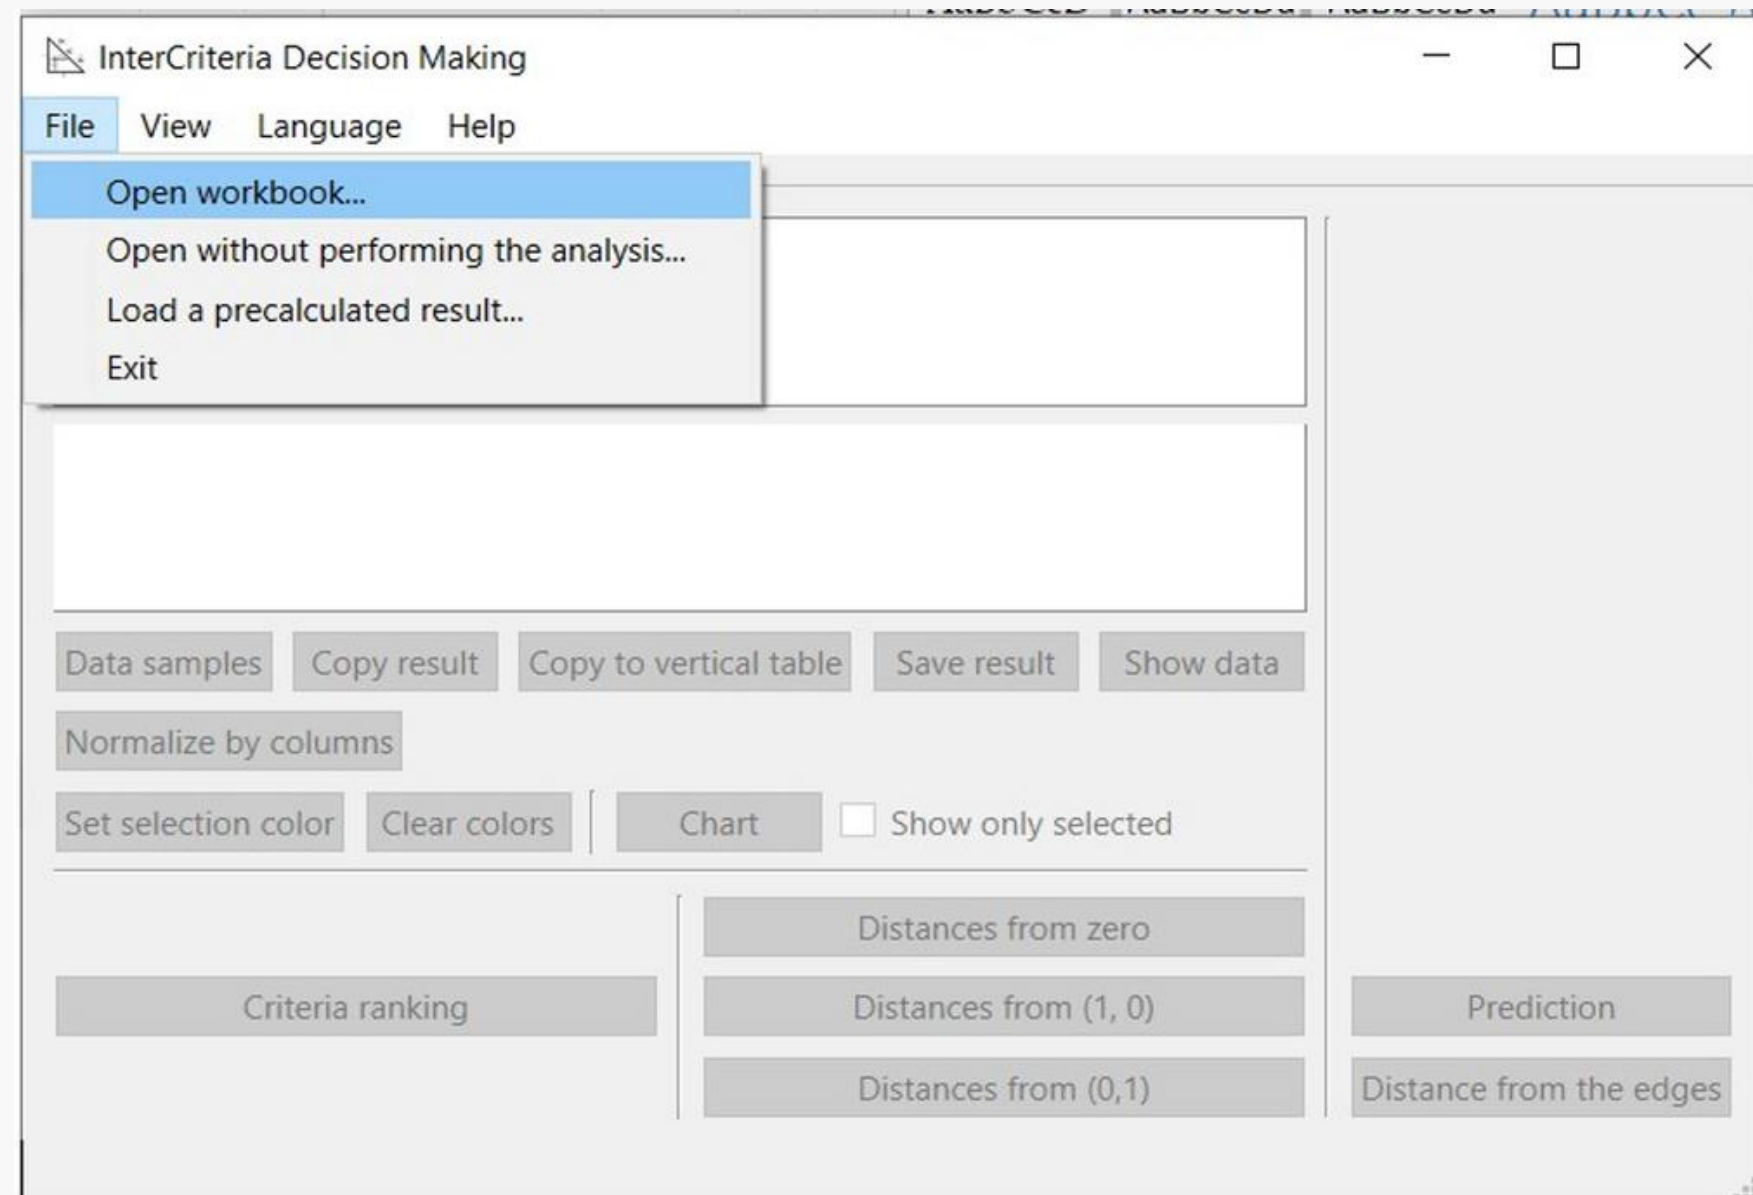 InterCriteria Decision Making
File View Language Help
Open workbook...
Open without performing the analysis...
Load a precalculated result...
Exit
Data samples Copy result Copy to vertical table Save result Show data
Normalize by columns
Set selection color Clear colors Chart Show only selected
Distances from zero
Criteria ranking Distances from (1, 0) Prediction
Distances from (0,1) Distance from the edges